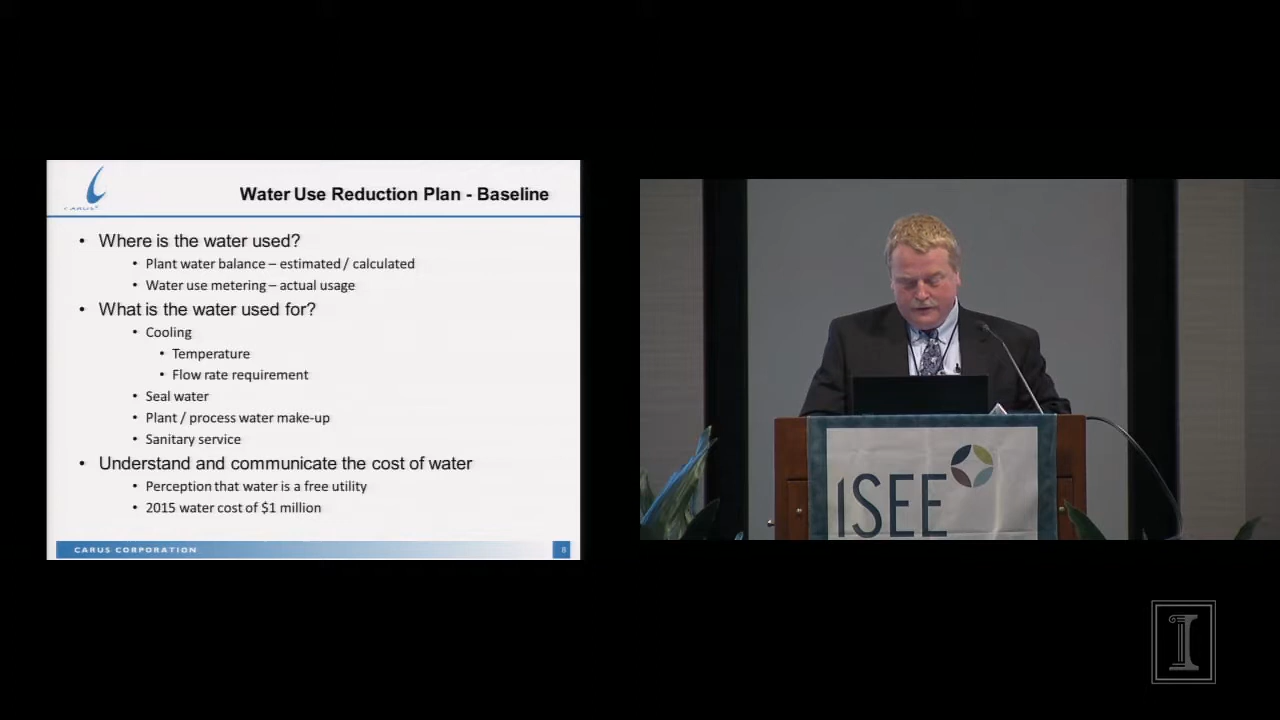 CARUS
Water Use Reduction Plan - Baseline
• Where is the water used?
• Plant water balance – estimated / calculated
• Water use metering – actual usage
• What is the water used for?
• Cooling
• Temperature
• Flow rate requirement
• Seal water
• Plant / process water make-up
• Sanitary service
• Understand and communicate the cost of water
• Perception that water is a free utility
• 2015 water cost of $1 million
CARUS CORPORATION
8
ISEE
I